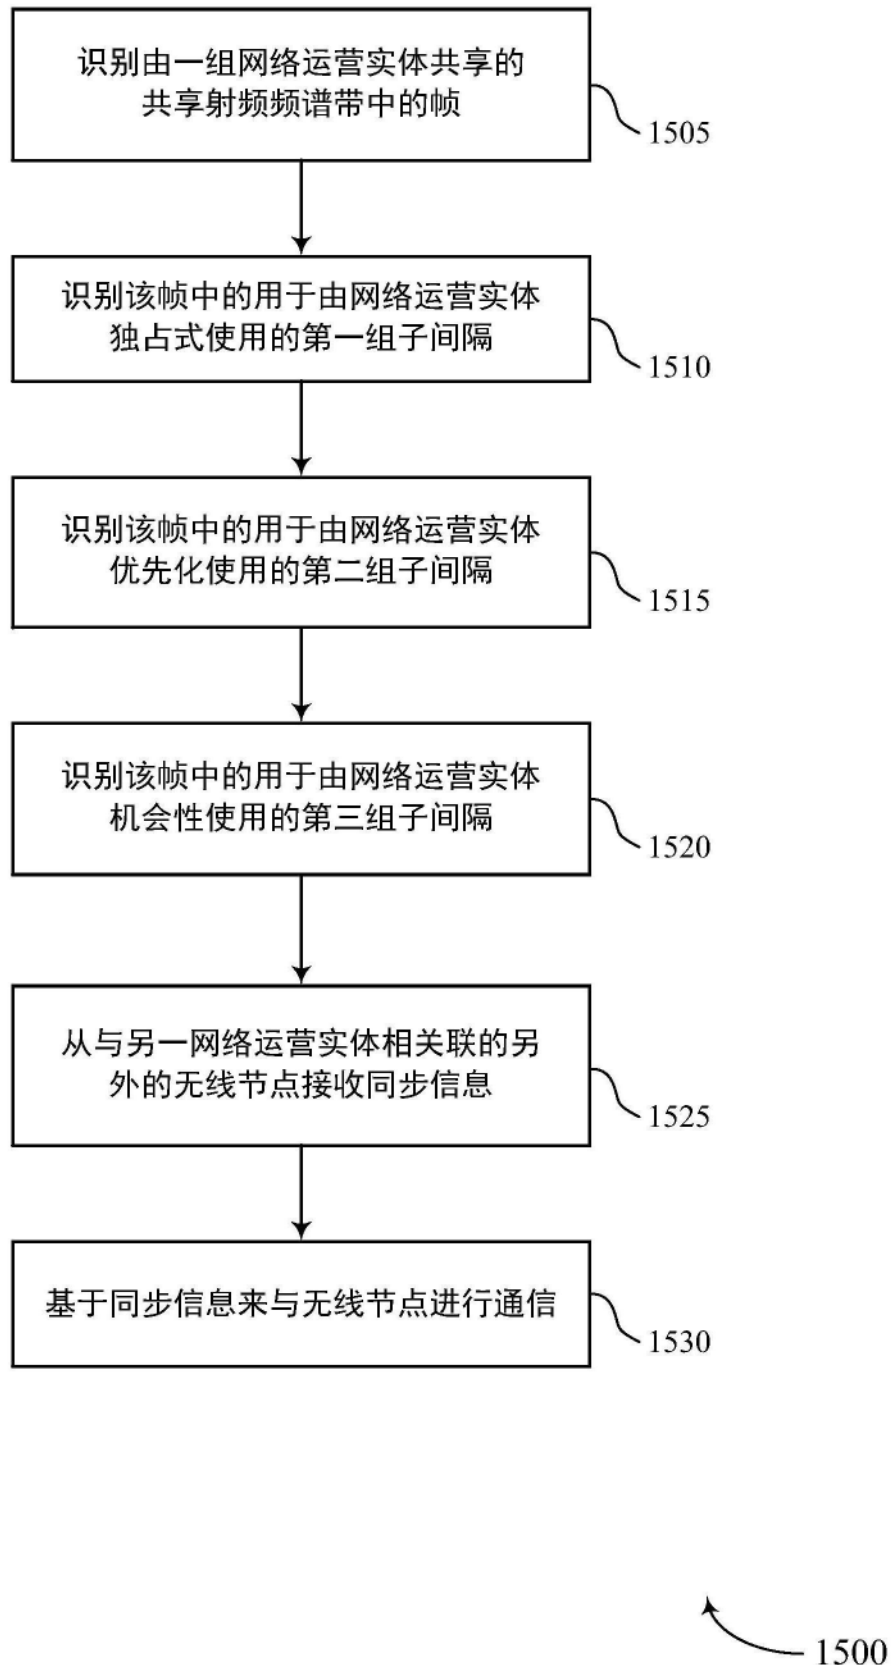 识别由一组网络运营实体共享的
共享射频频谱带中的帧
1505
识别该帧中的用于由网络运营实体
独占式使用的第一组子间隔
1510
识别该帧中的用于由网络运营实体
优先化使用的第二组子间隔
1515
识别该帧中的用于由网络运营实体
机会性使用的第三组子间隔
1520
从与另一网络运营实体相关联的另
外的无线节点接收同步信息
1525
基于同步信息来与无线节点进行通信
1530
1500